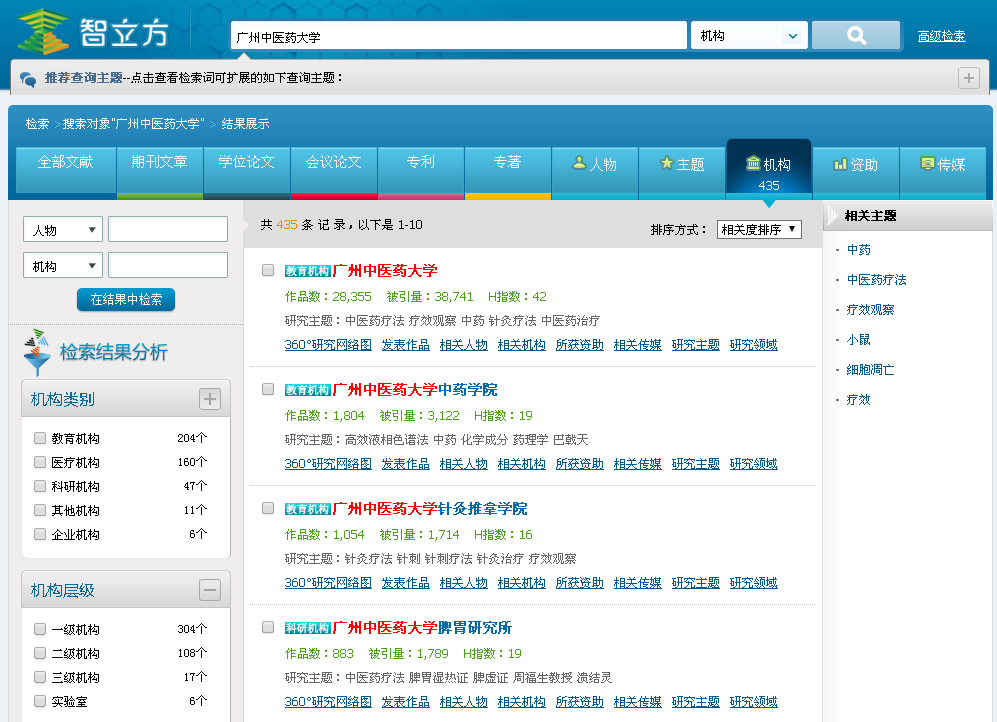 智立方
广州中医药大学 机构 高级检索
推荐查询主题--点击查看检索词可扩展的如下查询主题：
检索 > 搜索对象"广州中医药大学" > 结果展示
全部文献 期刊文章 学位论文 会议论文 专利 专著 人物 主题 机构 资助 传媒
435
人物
机构
在结果中检索
检索结果分析
机构类别
教育机构 204个
医疗机构 160个
科研机构 47个
其他机构 11个
企业机构 6个
机构层级
一级机构 304个
二级机构 108个
三级机构 17个
实验室 6个
共 435 条 记 录，以下是 1-10 排序方式： 相关度排序
教育机构 广州中医药大学
作品数：28,355 被引量：38,741 H指数：42
研究主题：中医药疗法 疗效观察 中药 针灸疗法 中医药治疗
360°研究网络图 发表作品 相关人物 相关机构 所获资助 相关传媒 研究主题 研究领域
教育机构 广州中医药大学中药学院
作品数：1,804 被引量：3,122 H指数：19
研究主题：高效液相色谱法 中药 化学成分 药理学 巴戟天
360°研究网络图 发表作品 相关人物 相关机构 所获资助 相关传媒 研究主题 研究领域
教育机构 广州中医药大学针灸推拿学院
作品数：1,054 被引量：1,714 H指数：16
研究主题：针灸疗法 针刺 针刺疗法 针灸治疗 疗效观察
360°研究网络图 发表作品 相关人物 相关机构 所获资助 相关传媒 研究主题 研究领域
科研机构 广州中医药大学脾胃研究所
作品数：883 被引量：1,789 H指数：19
研究主题：中医药疗法 脾胃湿热证 脾虚证 周福生教授 溃结灵
360°研究网络图 发表作品 相关人物 相关机构 所获资助 相关传媒 研究主题 研究领域
相关主题
中药
中医药疗法
疗效观察
小鼠
细胞凋亡
疗效